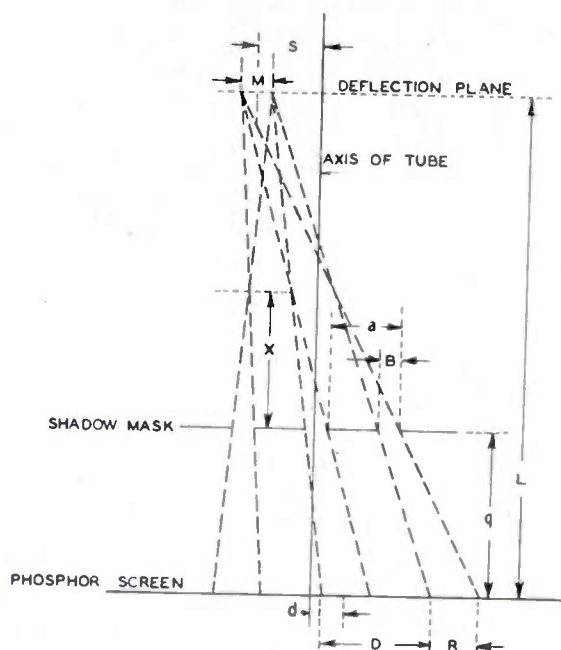 S
M
DEFLECTION PLANE
AXIS OF TUBE
a
X
B
SHADOW MASK
L
q
PHOSPHOR SCREEN
d
D
R